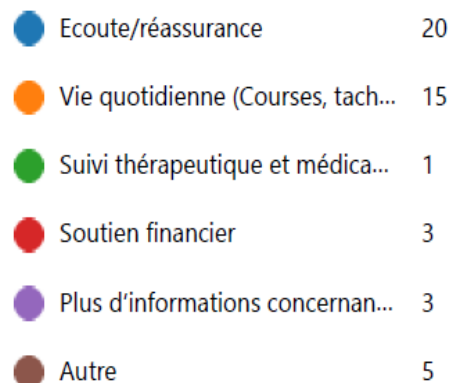 Ecoute/réassurance 20
Vie quotidienne (Courses, tach... 15
Suivi thérapeutique et médica... 1
Soutien financier 3
Plus d’informations concernan... 3
Autre 5